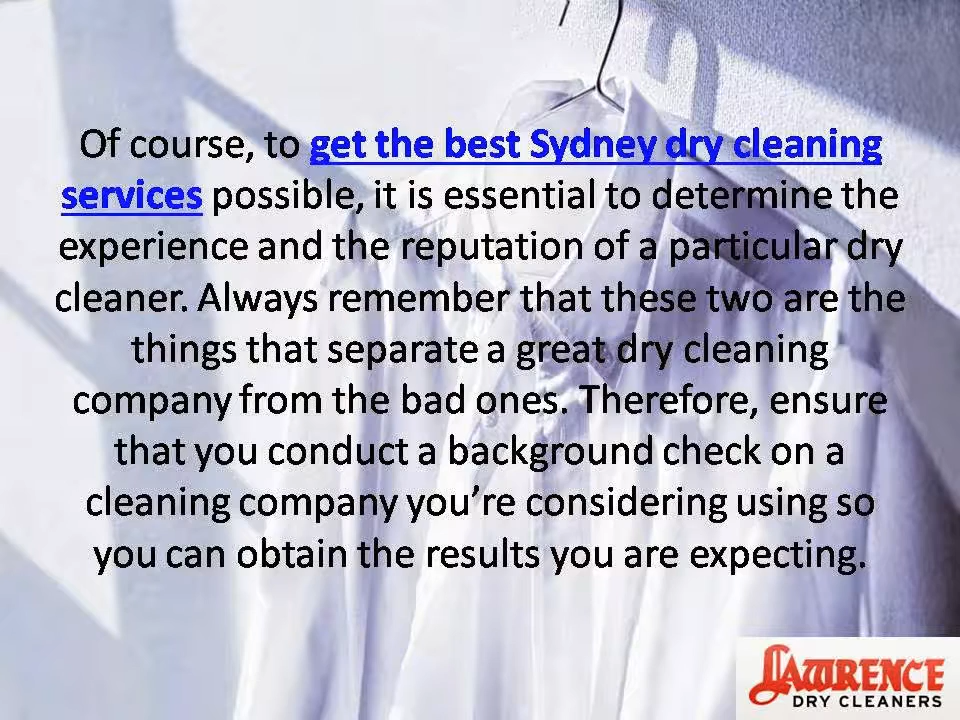 Of course, to get the best Sydney dry cleaning
services possible, it is essential to determine the
experience and the reputation of a particular dry
cleaner. Always remember that these two are the
things that separate a great dry cleaning
company from the bad ones. Therefore, ensure
that you conduct a background check on a
cleaning company you’re considering using so
you can obtain the results you are expecting.
LAWRENCE
DRY CLEANERS